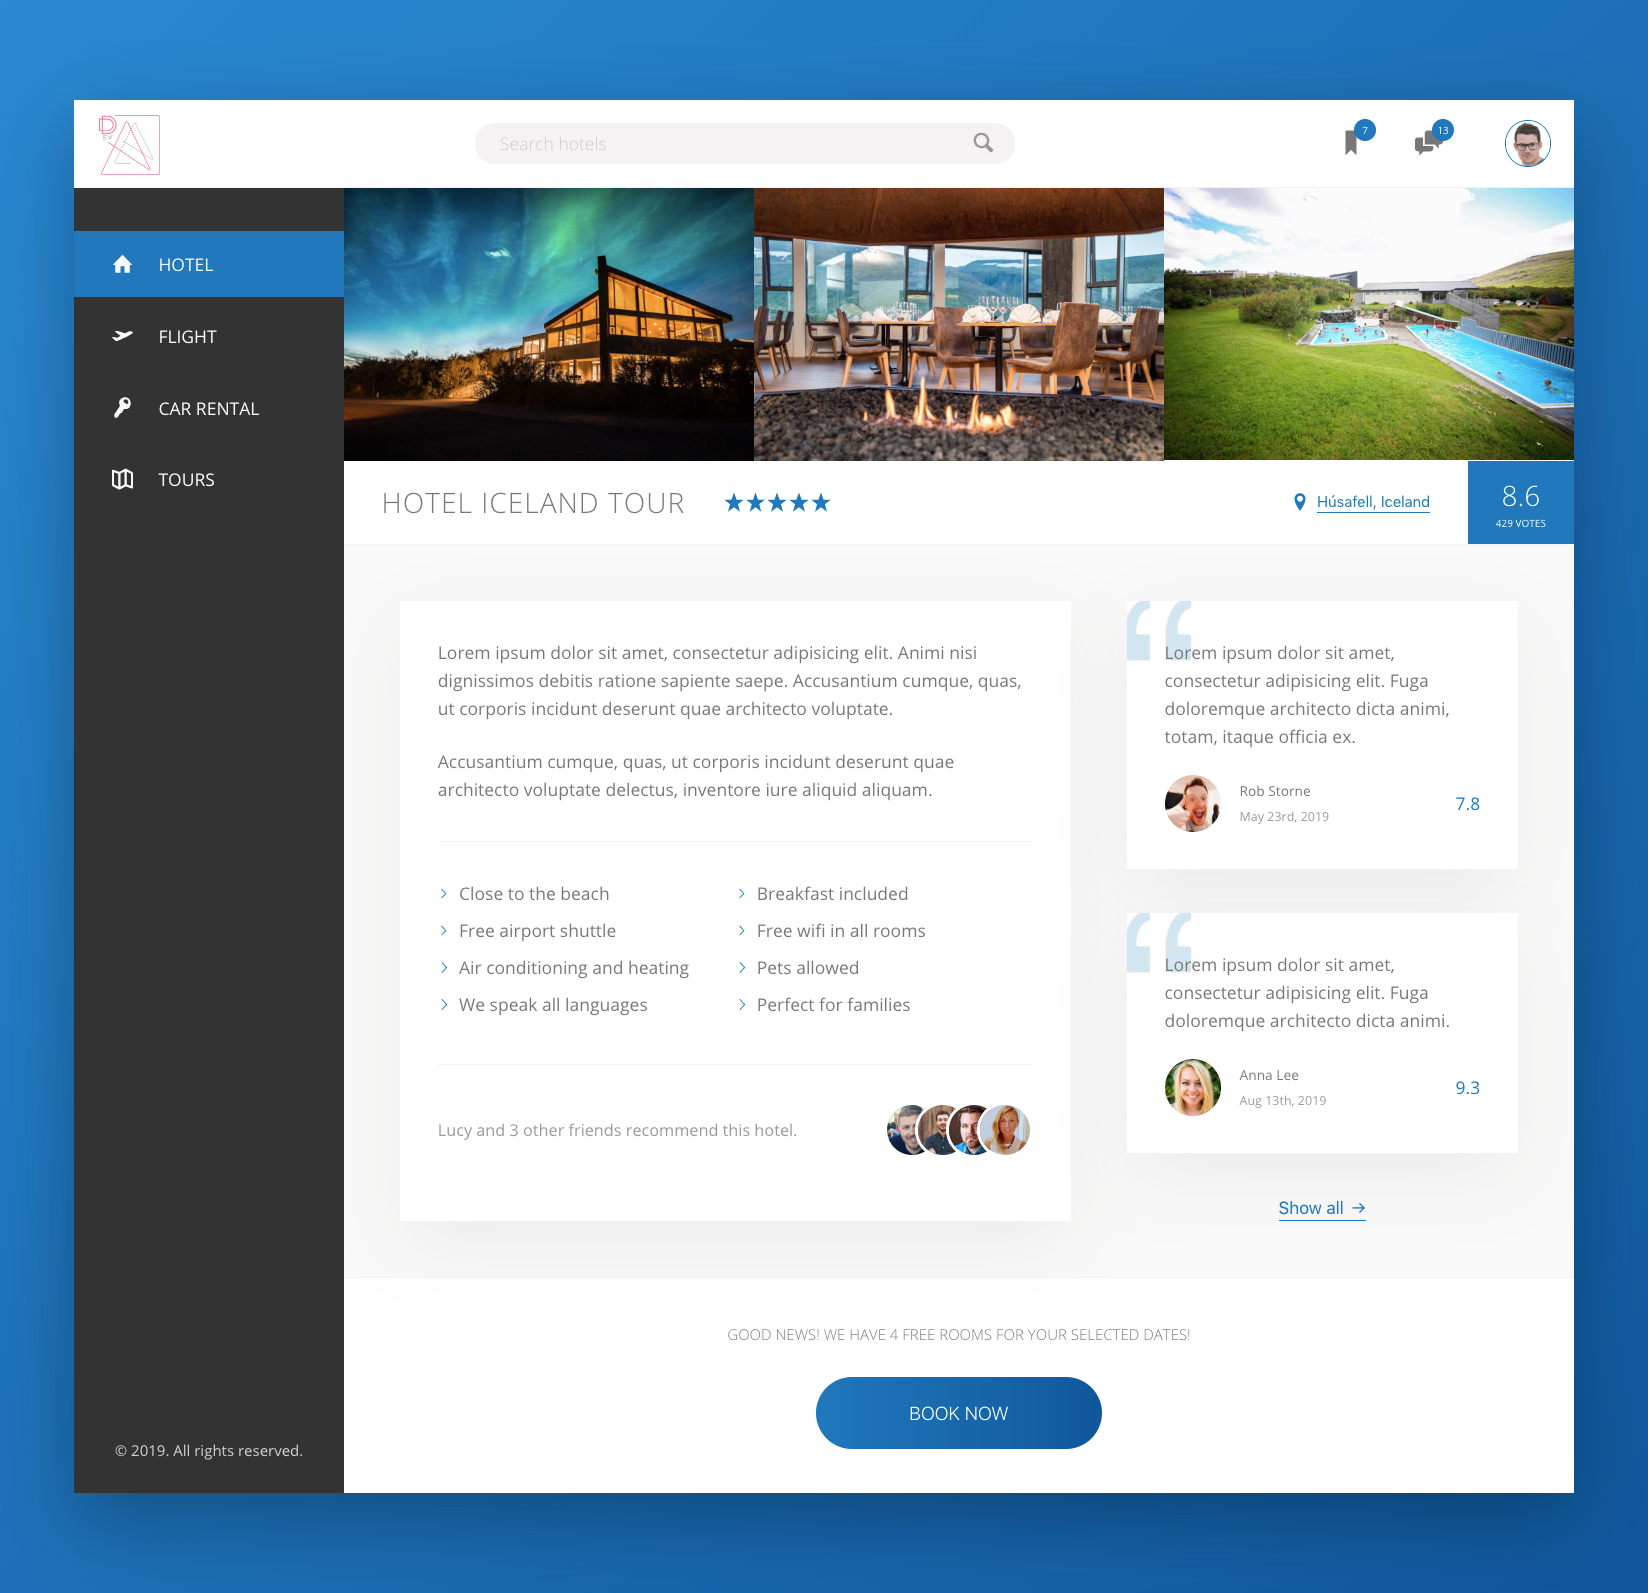 D
EV
Search hotels
7
13
HOTEL
FLIGHT
CAR RENTAL
TOURS
© 2019. All rights reserved.
HOTEL ICELAND TOUR
Húsafell, Iceland
8.6
429 VOTES
Lorem ipsum dolor sit amet, consectetur adipisicing elit. Animi nisi
dignissimos debitis ratione sapiente saepe. Accusantium cumque, quas,
ut corporis incidunt deserunt quae architecto voluptate.
Accusantium cumque, quas, ut corporis incidunt deserunt quae
architecto voluptate delectus, inventore iure aliquid aliquam.
Close to the beach
Breakfast included
Free airport shuttle
Free wifi in all rooms
Air conditioning and heating
Pets allowed
We speak all languages
Perfect for families
Lucy and 3 other friends recommend this hotel.
“
Lorem ipsum dolor sit amet,
consectetur adipisicing elit. Fuga
doloremque architecto dicta animi,
totam, itaque officia ex.
Rob Storne
May 23rd, 2019
7.8
“
Lorem ipsum dolor sit amet,
consectetur adipisicing elit. Fuga
doloremque architecto dicta animi.
Anna Lee
Aug 13th, 2019
9.3
Show all →
GOOD NEWS! WE HAVE 4 FREE ROOMS FOR YOUR SELECTED DATES!
BOOK NOW